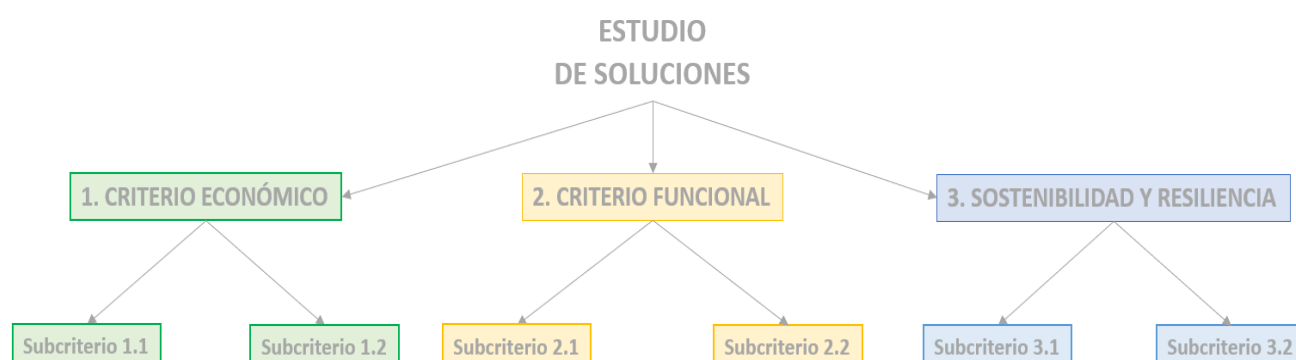 ESTUDIO
DE SOLUCIONES
1. CRITERIO ECONÓMICO
2. CRITERIO FUNCIONAL
3. SOSTENIBILIDAD Y RESILIENCIA
Subcriterio 1.1
Subcriterio 1.2
Subcriterio 2.1
Subcriterio 2.2
Subcriterio 3.1
Subcriterio 3.2